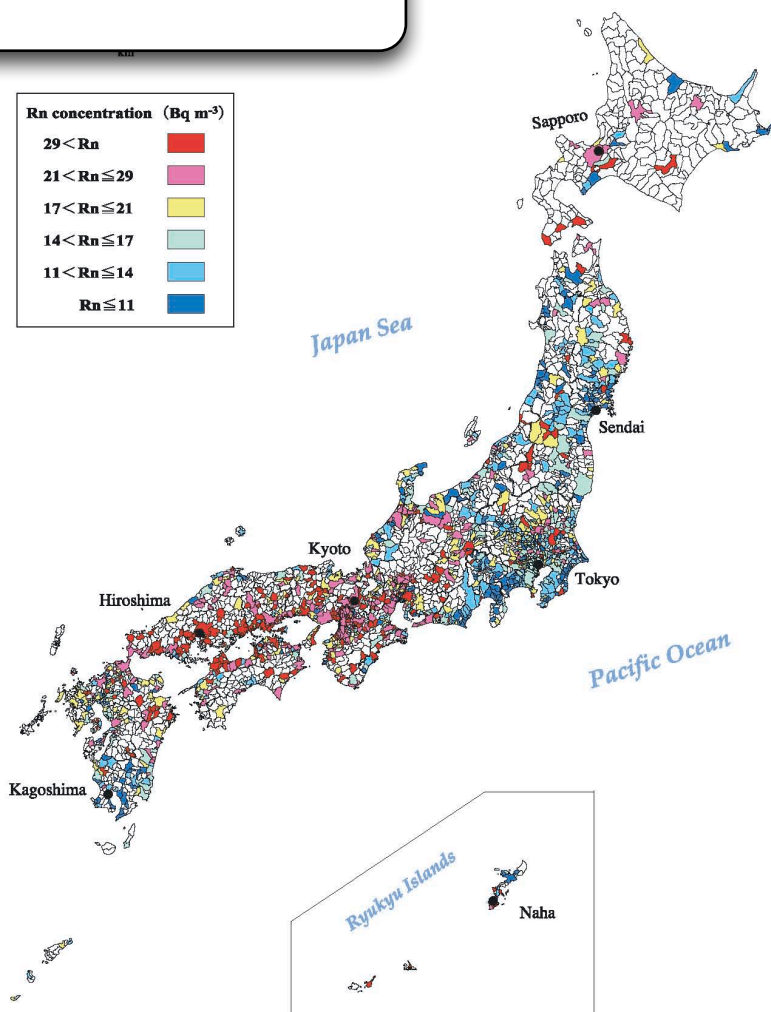 km
Rn concentration (Bq m-3)
29＜Rn
21＜Rn≦29
17＜Rn≦21
14＜Rn≦17
11＜Rn≦14
Rn≦11
Sapporo
Japan Sea
Sendai
Kyoto
Tokyo
Hiroshima
Pacific Ocean
Kagoshima
Ryukyu Islands
Naha